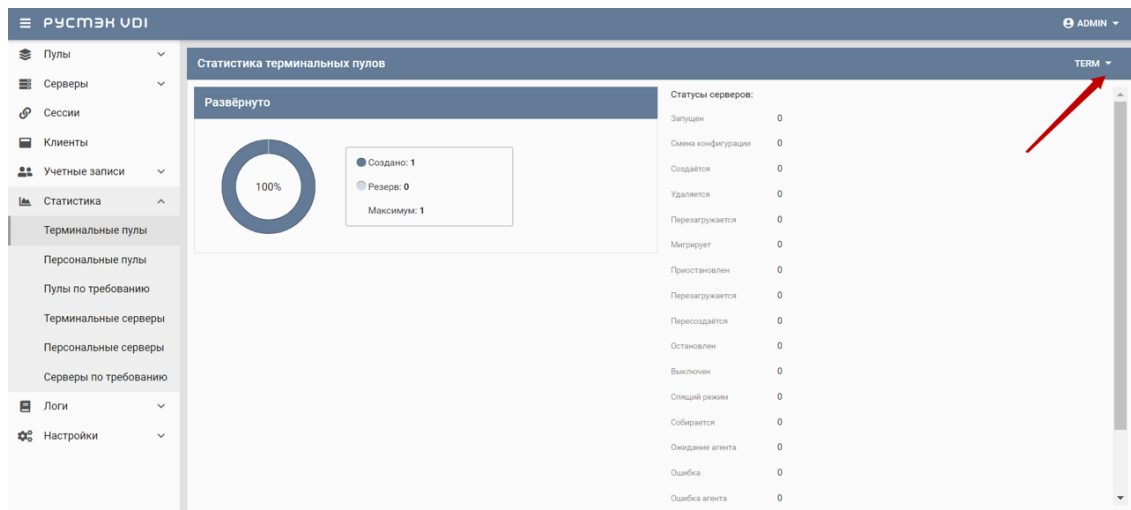 РУСТЭК VDI
ADMIN
Пулы
Серверы
Сессии
Клиенты
Учетные записи
Статистика
Терминальные пулы
Персональные пулы
Пулы по требованию
Терминальные серверы
Персональные серверы
Серверы по требованию
Логи
Настройки
Статистика терминальных пулов
TERM
Развёрнуто
100%
Создано: 1
Резерв: 0
Максимум: 1
Статусы серверов:
Запущен 0
Смена конфигурации 0
Создаётся 0
Удаляется 0
Перезагружается 0
Мигрирует 0
Приостановлен 0
Перезагружается 0
Пересоздаётся 0
Остановлен 0
Выключен 0
Спящий режим 0
Собирается 0
Ожидание агента 0
Ошибка 0
Ошибка агента 0